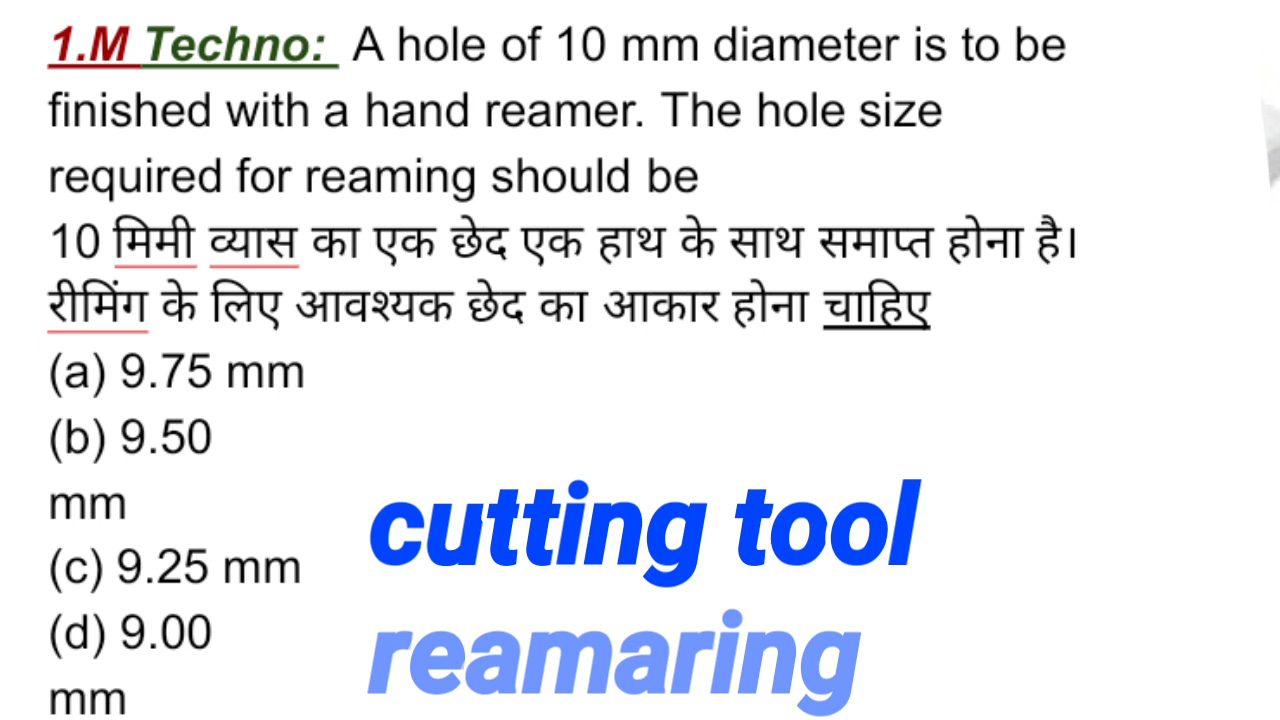 1.M Techno: A hole of 10 mm diameter is to be
finished with a hand reamer. The hole size
required for reaming should be
10 मिमी व्यास का एक छेद एक हाथ के साथ समाप्त होना है।
रीमिंग के लिए आवश्यक छेद का आकार होना चाहिए
(a) 9.75 mm
(b) 9.50
mm
(c) 9.25 mm
(d) 9.00
mm
cutting tool
reamaring